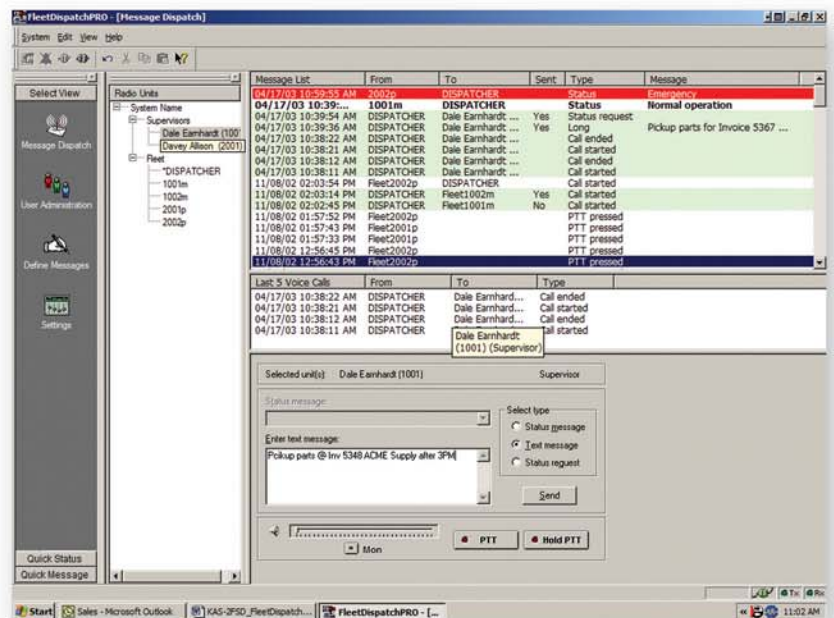 FleetDispatchPRO - [Message Dispatch]
System Edit View Help
Select View
Message Dispatch
User Administration
Define Messages
Settings
Quick Status
Quick Message
Radio Units
System Name
Supervisors
Dale Earnhardt (100
Davey Allison (2001)
Fleet
*DISPATCHER
1001m
1002m
2001p
2002p
Message List From To Sent Type Message
04/17/03 10:59:55 AM 2002p DISPATCHER Status Emergency
04/17/03 10:39:... 1001m DISPATCHER Status Normal operation
04/17/03 10:39:54 AM DISPATCHER Dale Earnhardt ... Yes Status request
04/17/03 10:39:36 AM DISPATCHER Dale Earnhardt ... Yes Long Pickup parts for Invoice 5367 ...
04/17/03 10:38:22 AM DISPATCHER Dale Earnhardt ... Call ended
04/17/03 10:38:21 AM DISPATCHER Dale Earnhardt ... Call started
04/17/03 10:38:12 AM DISPATCHER Dale Earnhardt ... Call ended
04/17/03 10:38:11 AM DISPATCHER Dale Earnhardt ... Call started
11/08/02 02:03:54 PM Fleet2002p DISPATCHER Call started
11/08/02 02:03:14 PM DISPATCHER Fleet1002m Yes Call started
11/08/02 02:02:45 PM DISPATCHER Fleet1001m No Call started
11/08/02 01:57:52 PM Fleet2002p PTT pressed
11/08/02 01:57:43 PM Fleet2001p PTT pressed
11/08/02 01:57:33 PM Fleet2001p PTT pressed
11/08/02 12:56:45 PM Fleet2002p PTT pressed
11/08/02 12:56:43 PM Fleet2002p PTT pressed
Last 5 Voice Calls From To Type
04/17/03 10:38:22 AM DISPATCHER Dale Earnhard... Call ended
04/17/03 10:38:21 AM DISPATCHER Dale Earnhard... Call started
04/17/03 10:38:12 AM DISPATCHER Dale Earnhard... Call ended
04/17/03 10:38:11 AM DISPATCHER Dale Earnhard... Call started
Dale Earnhardt
(1001) (Supervisor)
Selected unit(s): Dale Earnhardt (1001) Supervisor
Status message:
Enter text message:
Pcikup parts @ Inv 5348 ACME Supply after 3PM
Select type
Status message
Text message
Status request
Send
Mon
PTT
Hold PTT
Tx Rx
Start Sales - Microsoft Outlook KAS-2FSD_FleetDispatch... FleetDispatchPRO - [... 11:02 AM